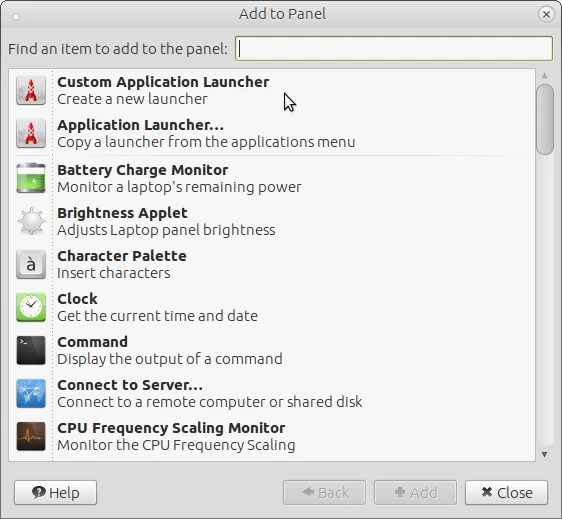 Add to Panel
Find an item to add to the panel:
Custom Application Launcher
Create a new launcher
Application Launcher...
Copy a launcher from the applications menu
Battery Charge Monitor
Monitor a laptop's remaining power
Brightness Applet
Adjusts Laptop panel brightness
à
Character Palette
Insert characters
Clock
Get the current time and date
>_
Command
Display the output of a command
Connect to Server...
Connect to a remote computer or shared disk
CPU Frequency Scaling Monitor
Monitor the CPU Frequency Scaling
Help Back Add Close